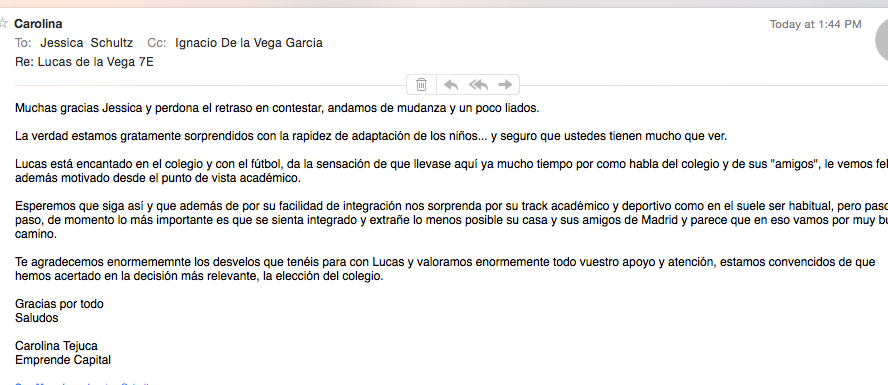 Carolina
Today at 1:44 PM
To: Jessica Schultz Cc: Ignacio De la Vega Garcia
Re: Lucas de la Vega 7E
Muchas gracias Jessica y perdona el retraso en contestar, andamos de mudanza y un poco liados.
La verdad estamos gratamente sorprendidos con la rapidez de adaptación de los niños... y seguro que ustedes tienen mucho que ver.
Lucas está encantado en el colegio y con el fútbol, da la sensación de que llevase aquí ya mucho tiempo por como habla del colegio y de sus "amigos", le vemos
además motivado desde el punto de vista académico.
Esperemos que siga así y que además de por su facilidad de integración nos sorprenda por su track académico y deportivo como en el suele ser habitual, pero paso
paso, de momento lo más importante es que se sienta integrado y extrañe lo menos posible su casa y sus amigos de Madrid y parece que en eso vamos por muy
camino.
Te agradecemos enormememnte los desvelos que tenéis para con Lucas y valoramos enormemente todo vuestro apoyo y atención, estamos convencidos de que
hemos acertado en la decisión más relevante, la elección del colegio.
Gracias por todo
Saludos
Carolina Tejuca
Emprende Capital